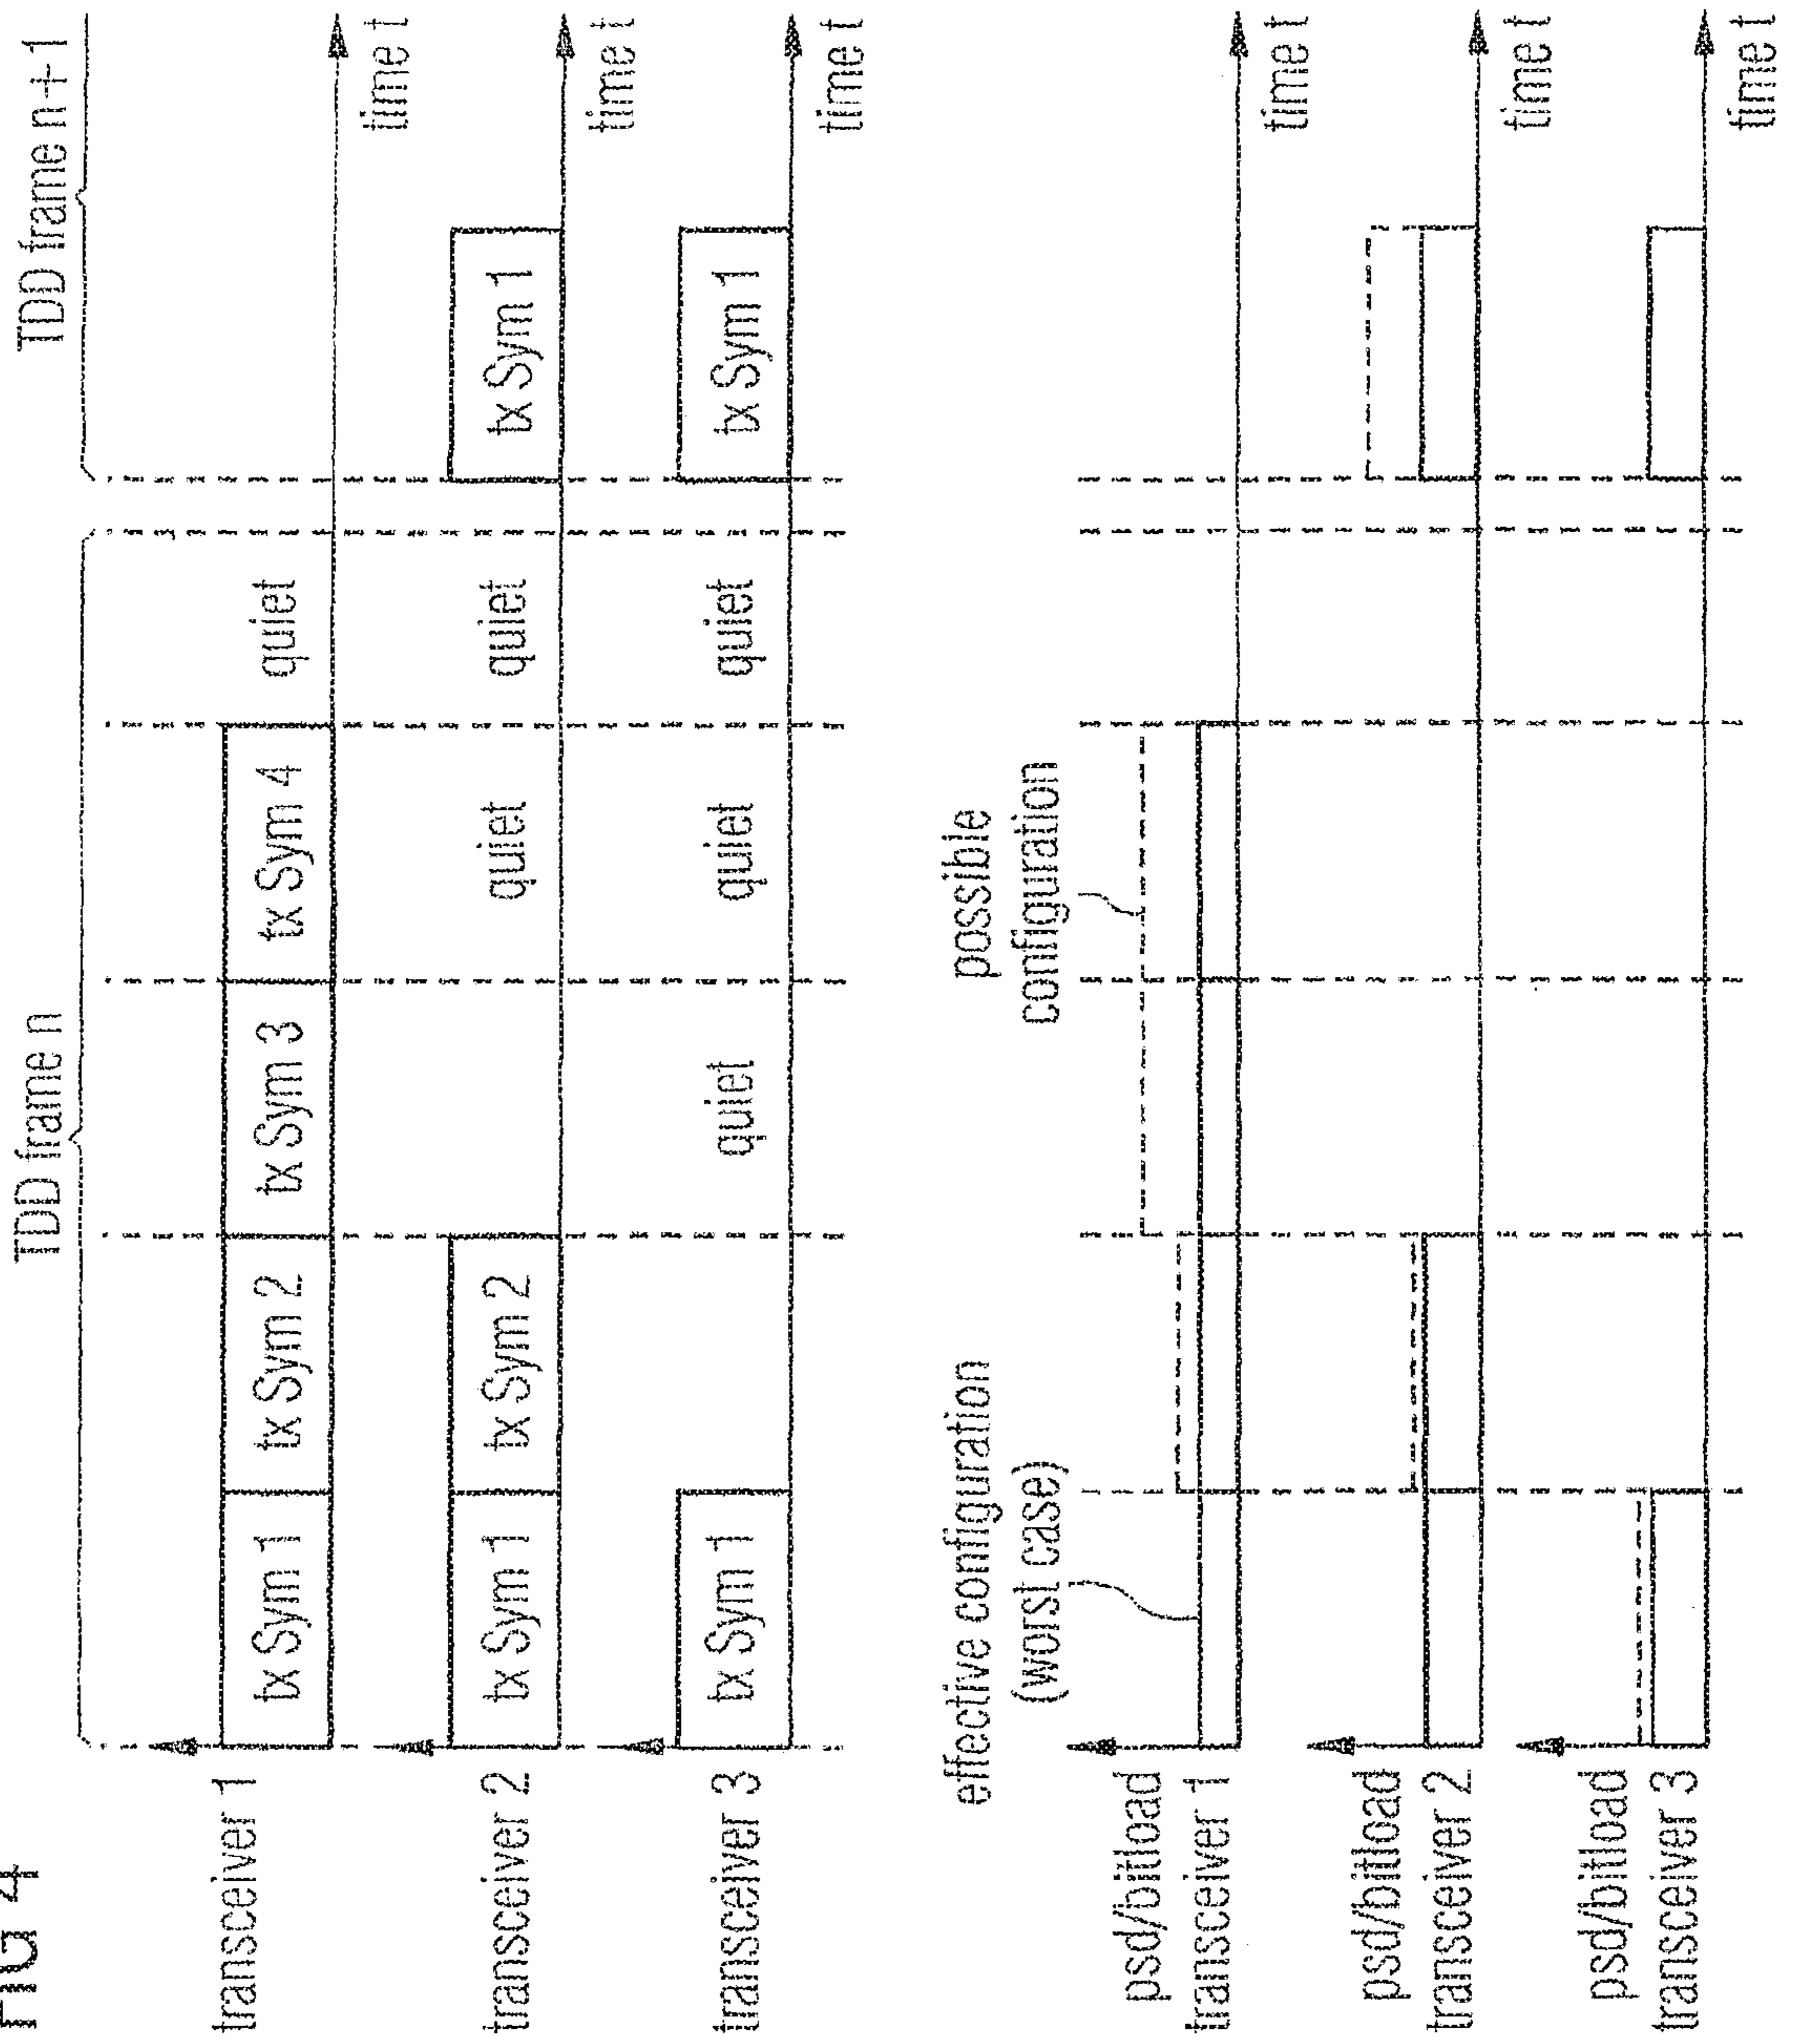 FIG 4
TDD frame n
TDD frame n+1
transceiver 1
tx Sym 1
tx Sym 2
tx Sym 3
tx Sym 4
quiet
time t
transceiver 2
tx Sym 1
tx Sym 2
quiet
quiet
tx Sym 1
time t
transceiver 3
tx Sym 1
quiet
quiet
quiet
tx Sym 1
time t
effective configuration
(worst case)
possible
configuration
psd/bitload
transceiver 1
time t
psd/bitload
transceiver 2
time t
psd/bitload
transceiver 3
time t